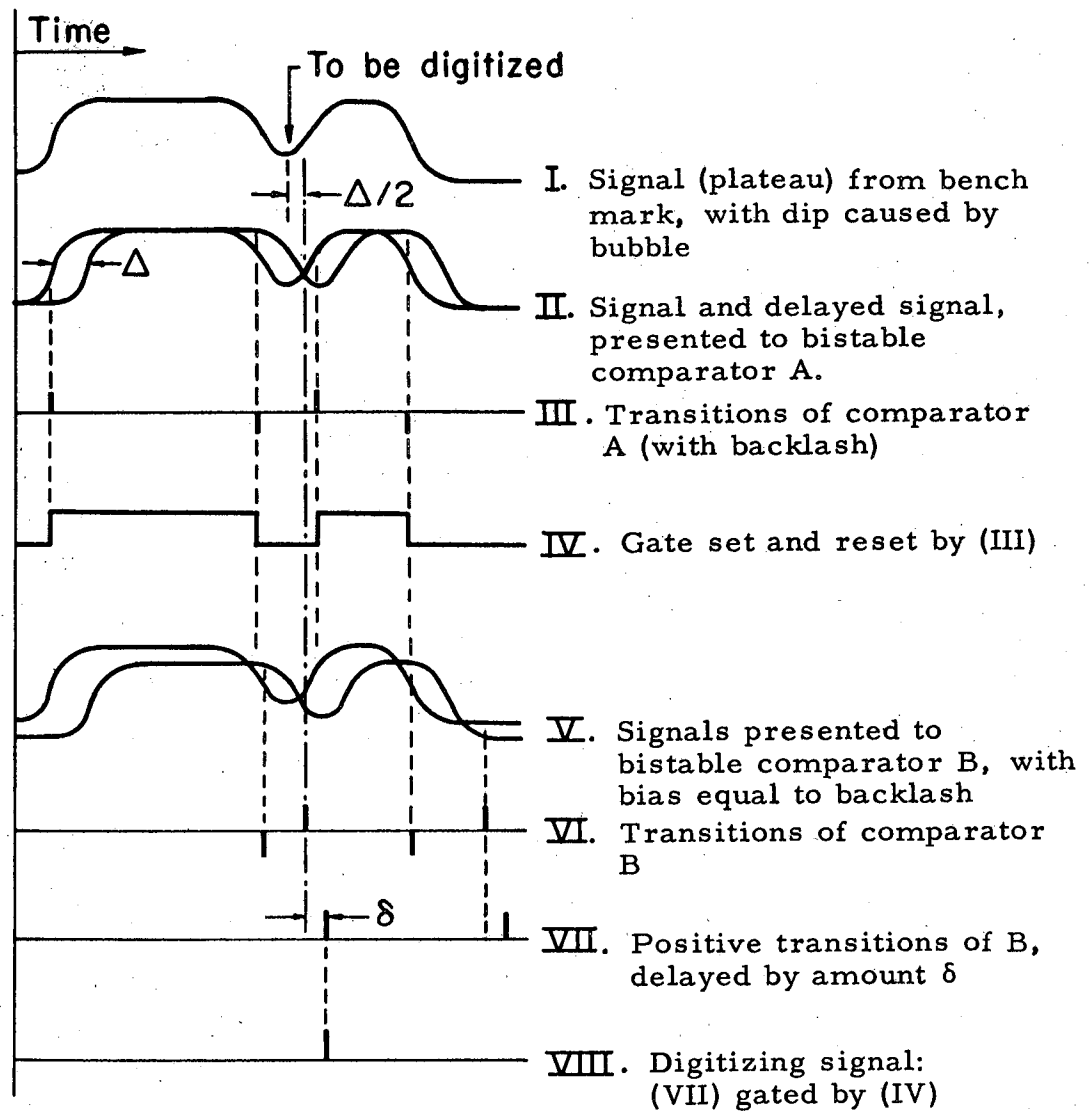 Time
To be digitized
Δ/2
I. Signal (plateau) from bench
mark, with dip caused by
bubble
Δ
II. Signal and delayed signal,
presented to bistable
comparator A.
III. Transitions of comparator
A (with backlash)
IV. Gate set and reset by (III)
V. Signals presented to
bistable comparator B, with
bias equal to backlash
VI. Transitions of comparator
B
δ
VII. Positive transitions of B,
delayed by amount δ
VIII. Digitizing signal:
(VII) gated by (IV)